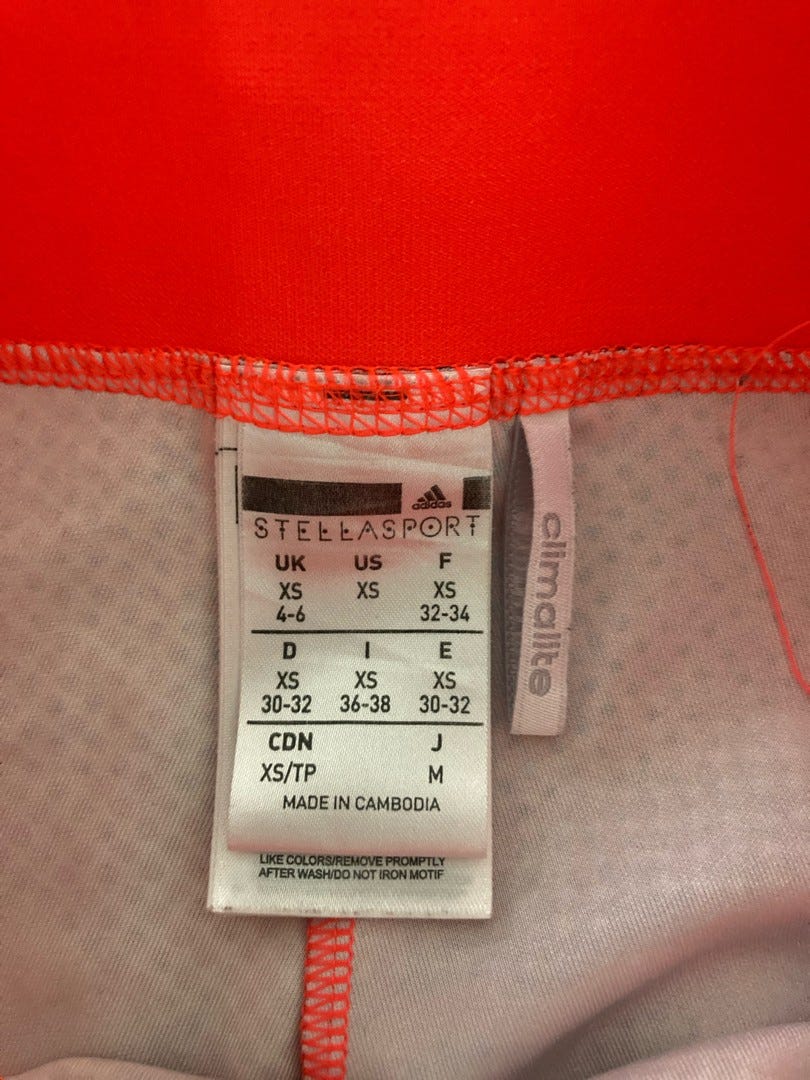 adidas
STELLASPORT
UK US F
XS XS XS
4-6 32-34
D I E
XS XS XS
30-32 36-38 30-32
CDN J
XS/TP M
MADE IN CAMBODIA
LIKE COLORS/REMOVE PROMPTLY
AFTER WASH/DO NOT IRON MOTIF
climalite